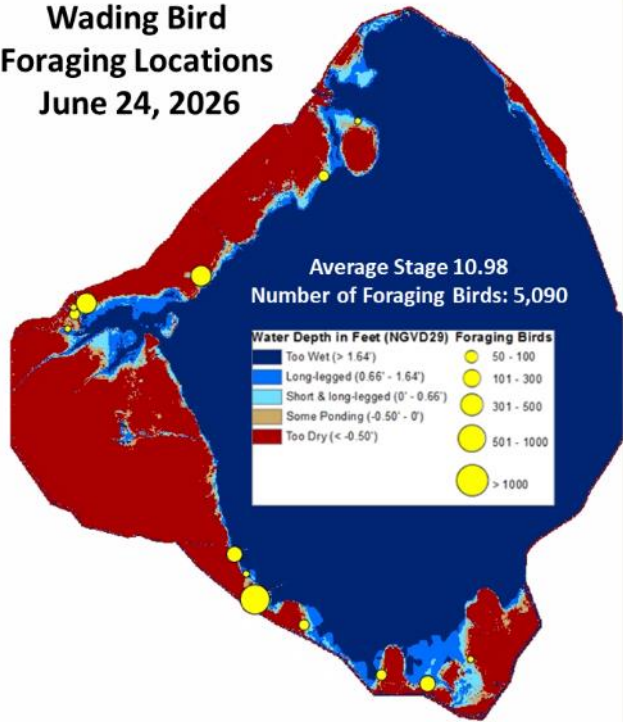 Wading Bird
Foraging Locations
June 24, 2026
Average Stage 10.98
Number of Foraging Birds: 5,090
Water Depth in Feet (NGVD29) Foraging Birds
Too Wet (> 1.64')
Long-legged (0.66' - 1.64')
Short & long-legged (0' - 0.66')
Some Ponding (-0.50' - 0')
Too Dry (< -0.50')
50 - 100
101 - 300
301 - 500
501 - 1000
> 1000